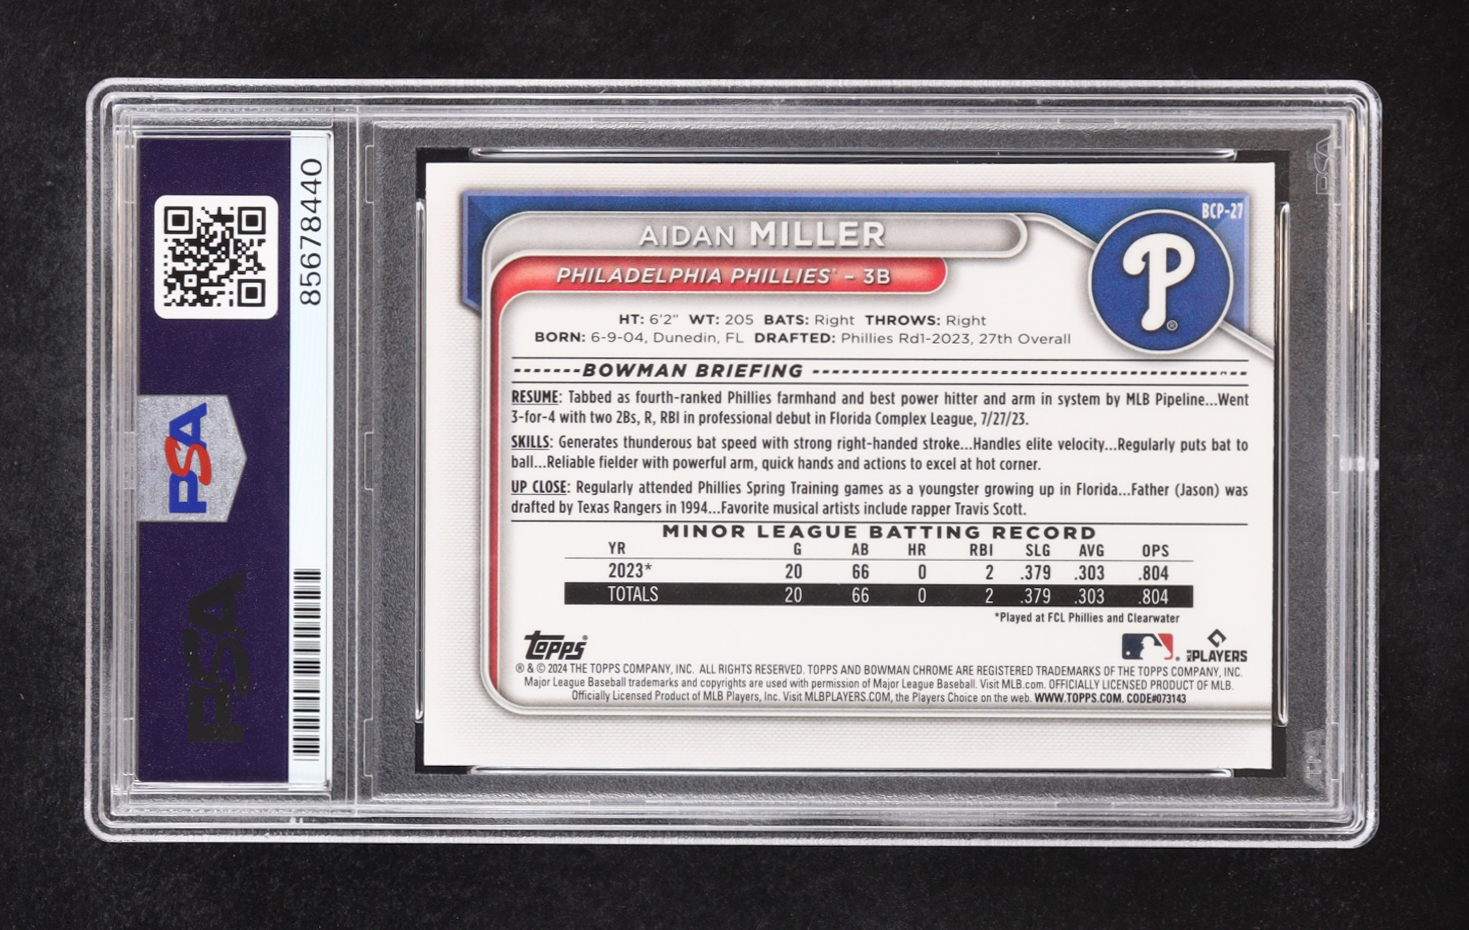 85678440
PSA
PSA
BCP-27
AIDAN MILLER
PHILADELPHIA PHILLIES® - 3B
P®
HT: 6'2" WT: 205 BATS: Right THROWS: Right
BORN: 6-9-04, Dunedin, FL DRAFTED: Phillies Rd1-2023, 27th Overall
BOWMAN BRIEFING
RESUME: Tabbed as fourth-ranked Phillies farmhand and best power hitter and arm in system by MLB Pipeline...Went
3-for-4 with two 2Bs, R, RBI in professional debut in Florida Complex League, 7/27/23.
SKILLS: Generates thunderous bat speed with strong right-handed stroke...Handles elite velocity...Regularly puts bat to
ball...Reliable fielder with powerful arm, quick hands and actions to excel at hot corner.
UP CLOSE: Regularly attended Phillies Spring Training games as a youngster growing up in Florida...Father (Jason) was
drafted by Texas Rangers in 1994...Favorite musical artists include rapper Travis Scott.
MINOR LEAGUE BATTING RECORD
YR G AB HR RBI SLG AVG OPS
2023* 20 66 0 2 .379 .303 .804
TOTALS 20 66 0 2 .379 .303 .804
*Played at FCL Phillies and Clearwater
Topps®
MLB PLAYERS
® & © 2024 THE TOPPS COMPANY, INC. ALL RIGHTS RESERVED. TOPPS AND BOWMAN CHROME ARE REGISTERED TRADEMARKS OF THE TOPPS COMPANY, INC.
Major League Baseball trademarks and copyrights are used with permission of Major League Baseball. Visit MLB.com. OFFICIALLY LICENSED PRODUCT OF MLB.
Officially Licensed Product of MLB Players, Inc. Visit MLBPLAYERS.COM, the Players Choice on the web. WWW.TOPPS.COM. CODE#073143
PSA
PSA